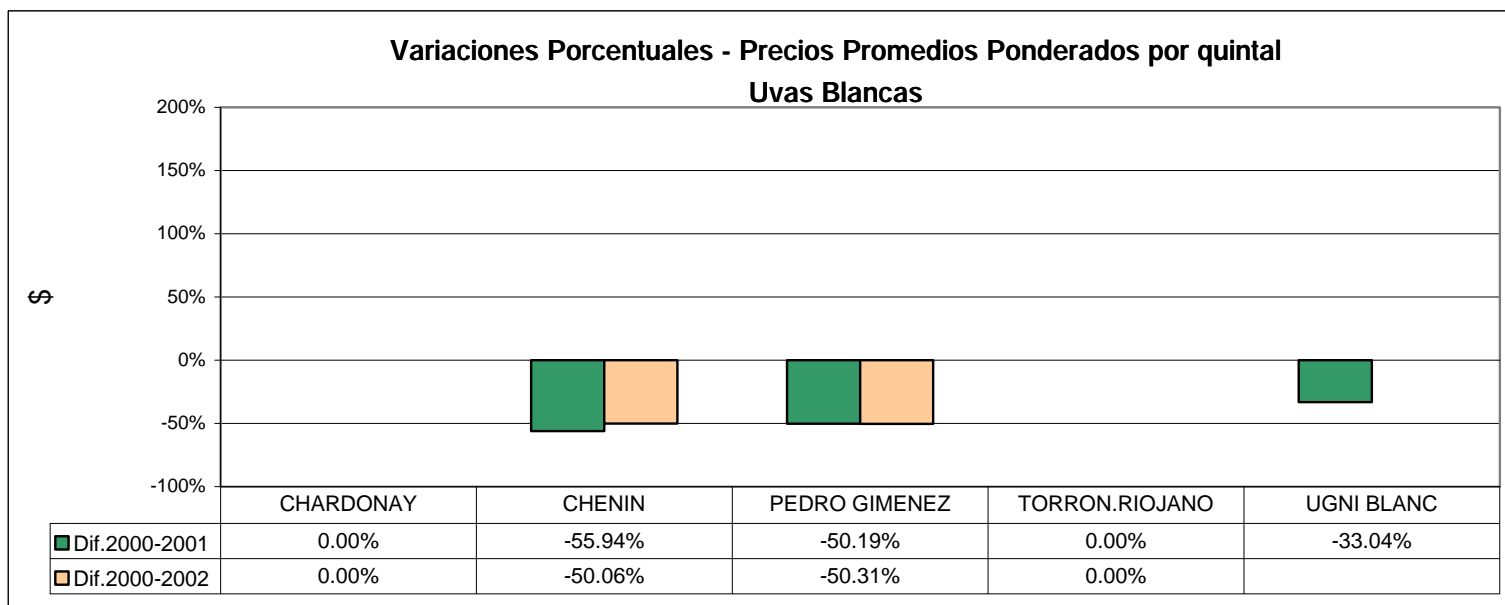 Variaciones Porcentuales - Precios Promedios Ponderados por quintal
Uvas Blancas
200%
150%
100%
50%
0%
-50%
-100%
$
CHARDONAY CHENIN PEDRO GIMENEZ TORRON.RIOJANO UGNI BLANC
Dif.2000-2001 0.00% -55.94% -50.19% 0.00% -33.04%
Dif.2000-2002 0.00% -50.06% -50.31% 0.00%